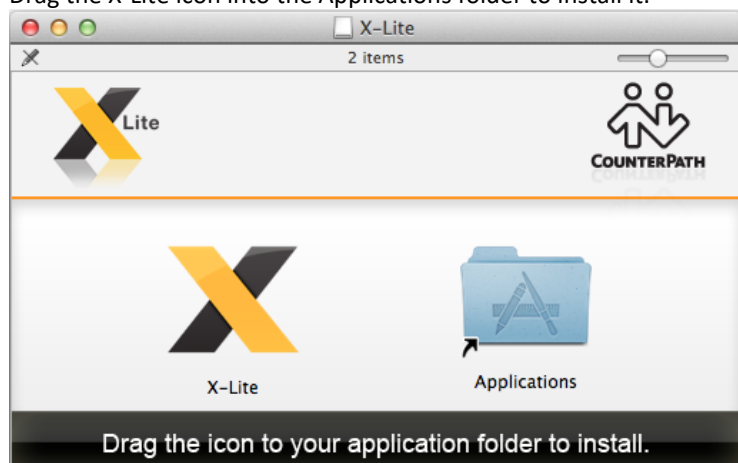 Drag the X-Lite icon into the Applications folder to install it.
X-Lite
2 items
Lite
COUNTERPATH
X-Lite
Applications
Drag the icon to your application folder to install.